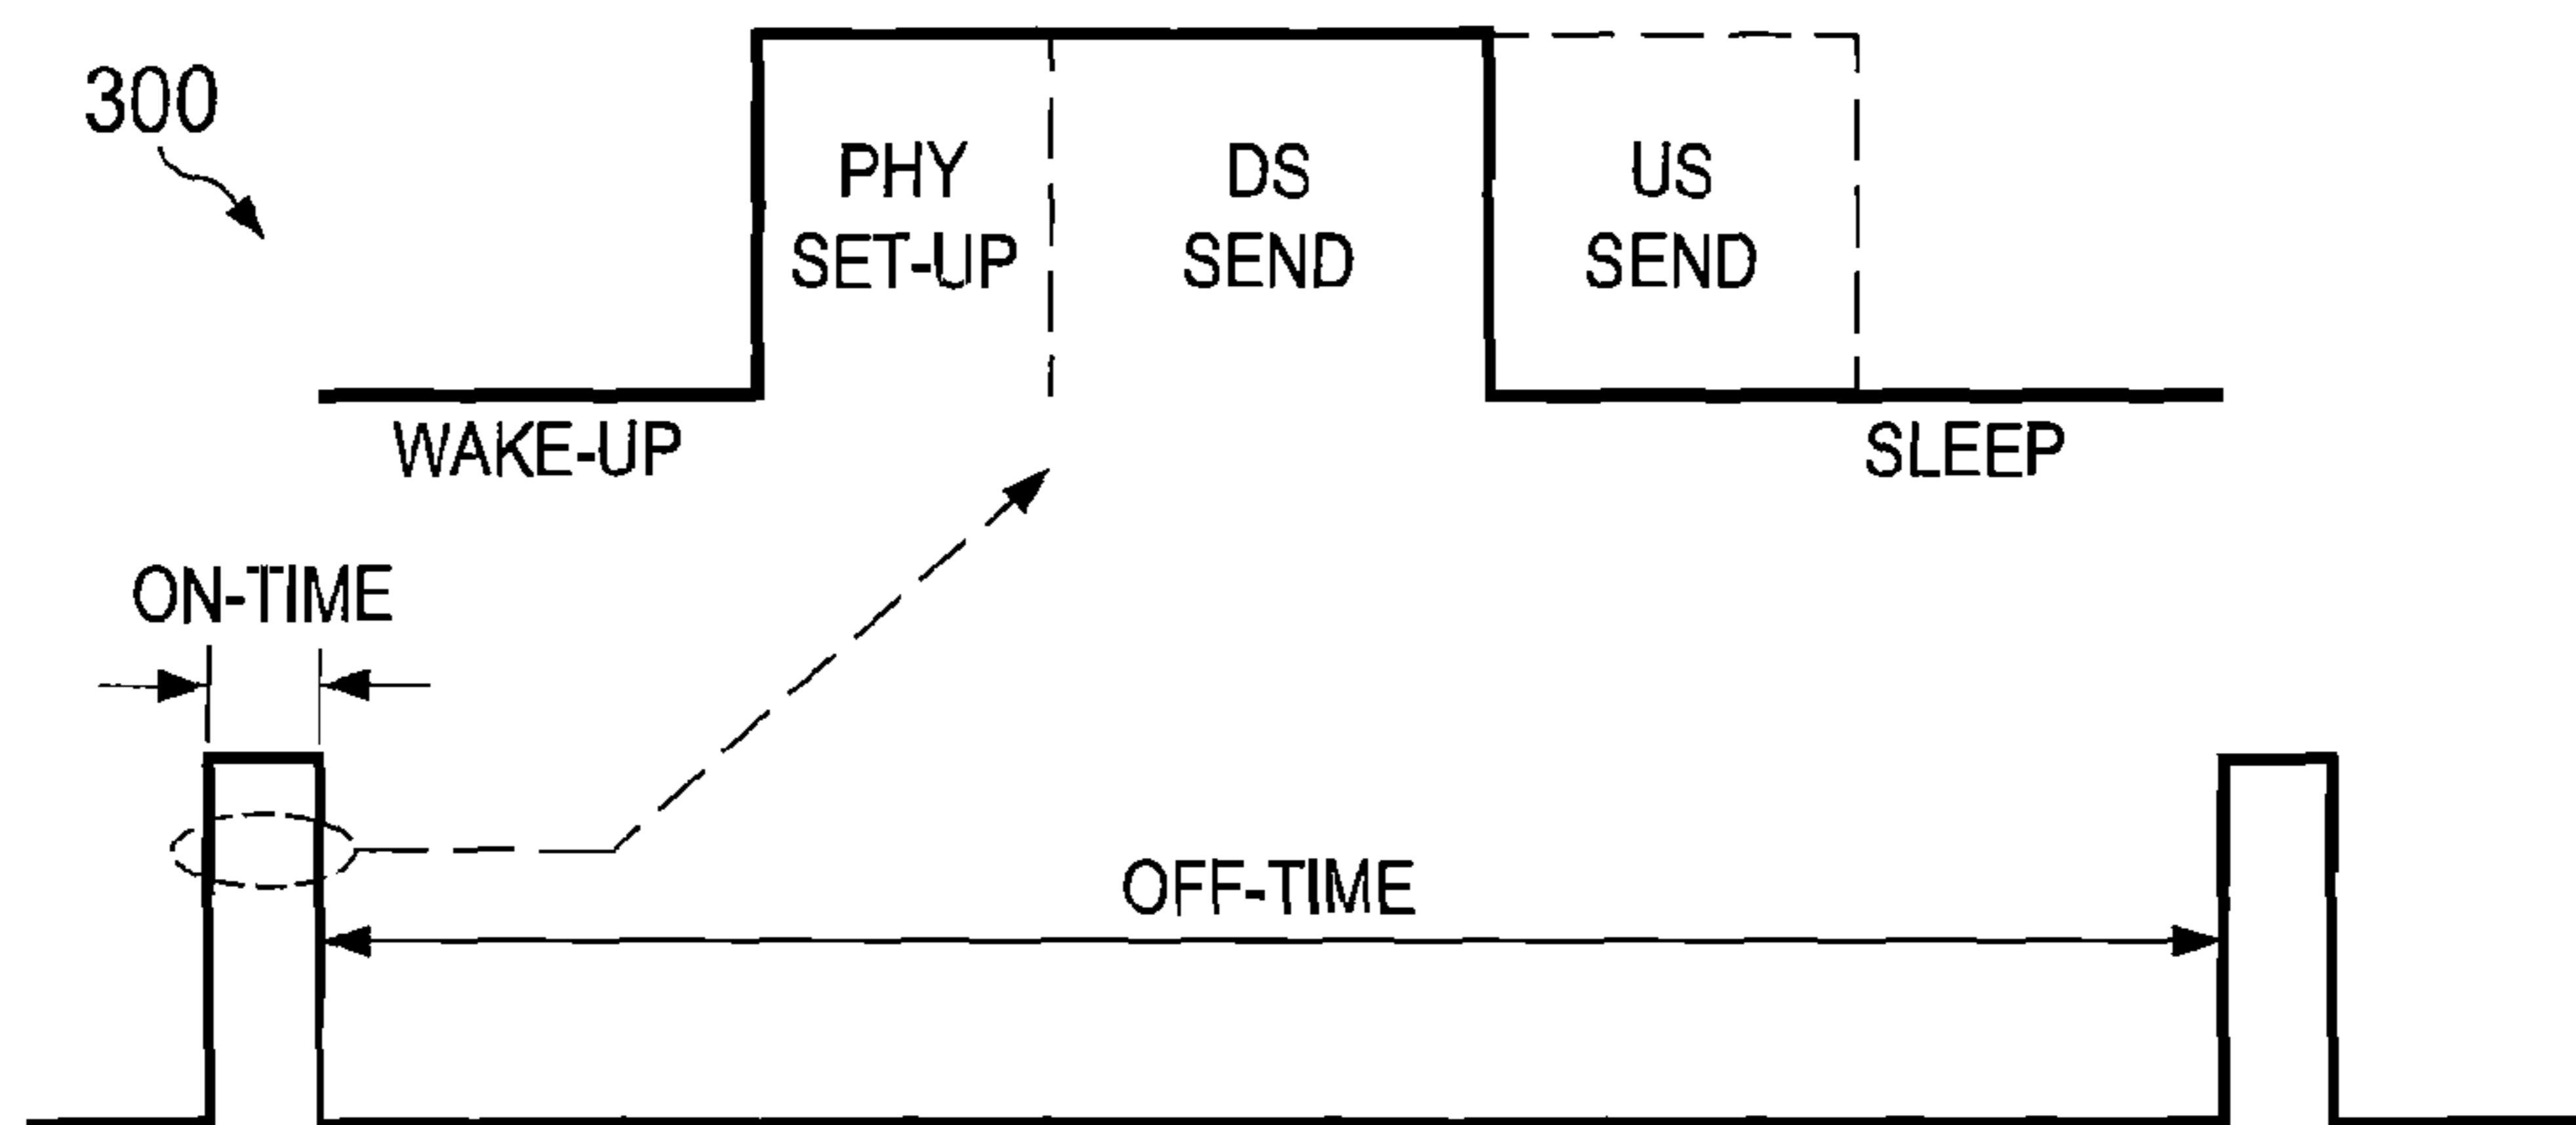 300
PHY
SET-UP
DS
SEND
US
SEND
WAKE-UP
SLEEP
ON-TIME
OFF-TIME